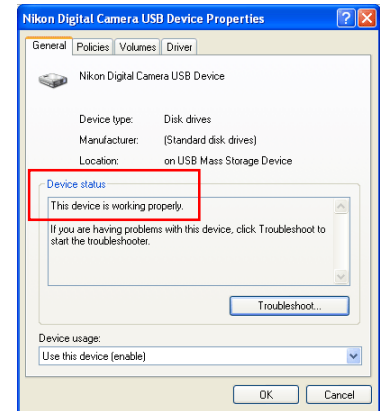 Nikon Digital Camera USB Device Properties
General Policies Volumes Driver
Nikon Digital Camera USB Device
Device type: Disk drives
Manufacturer: (Standard disk drives)
Location: on USB Mass Storage Device
Device status
This device is working properly.
If you are having problems with this device, click Troubleshoot to
start the troubleshooter.
Troubleshoot...
Device usage:
Use this device (enable)
OK Cancel